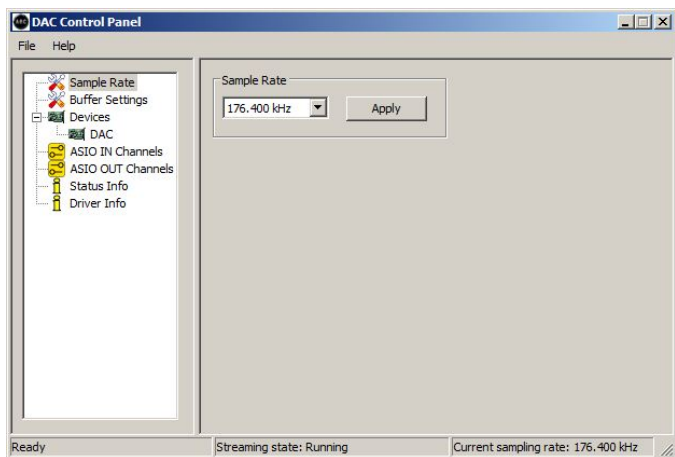 DAC Control Panel
File Help
Sample Rate
Buffer Settings
Devices
DAC
ASIO IN Channels
ASIO OUT Channels
Status Info
Driver Info
Sample Rate
176.400 kHz Apply
Ready Streaming state: Running Current sampling rate: 176.400 kHz